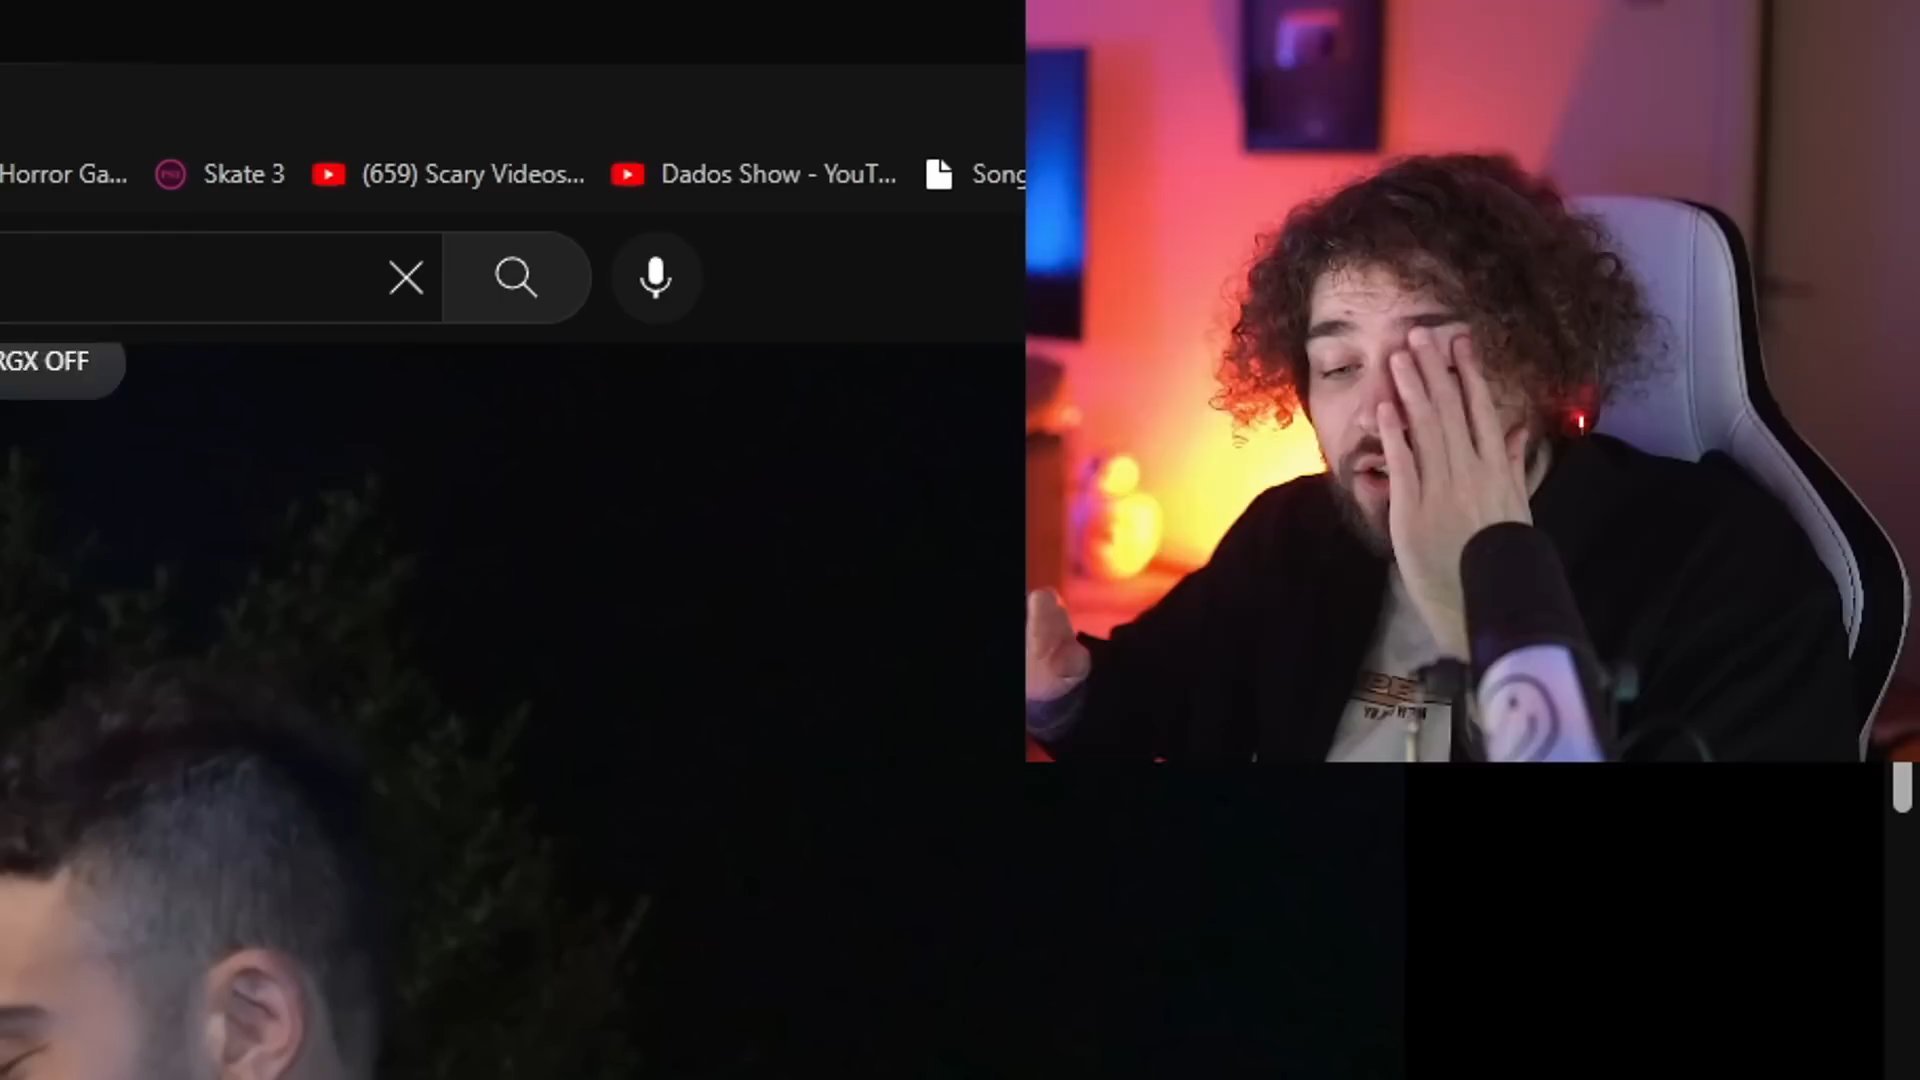 Horror Ga... Skate 3 (659) Scary Videos... Dados Show - YouT... Song
RGX OFF